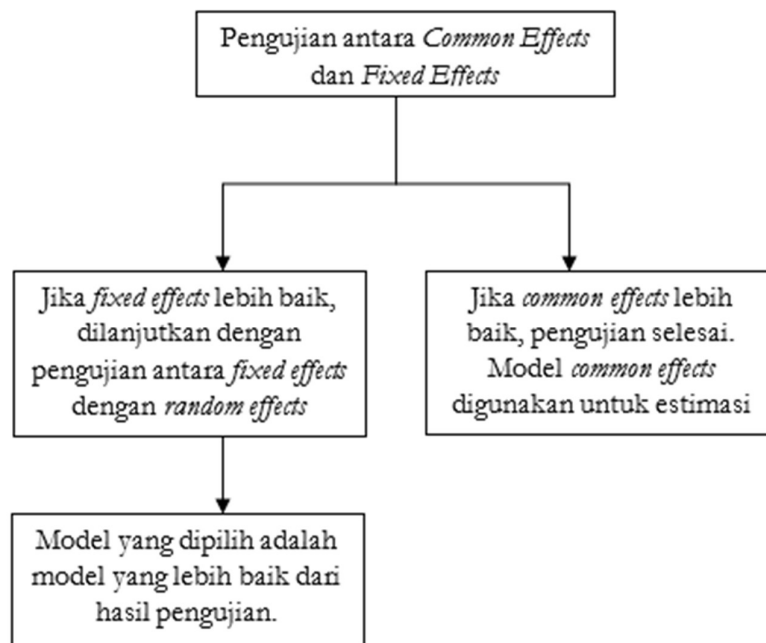 Pengujian antara Common Effects
dan Fixed Effects
Jika fixed effects lebih baik,
dilanjutkan dengan
pengujian antara fixed effects
dengan random effects
Jika common effects lebih
baik, pengujian selesai.
Model common effects
digunakan untuk estimasi
Model yang dipilih adalah
model yang lebih baik dari
hasil pengujian.